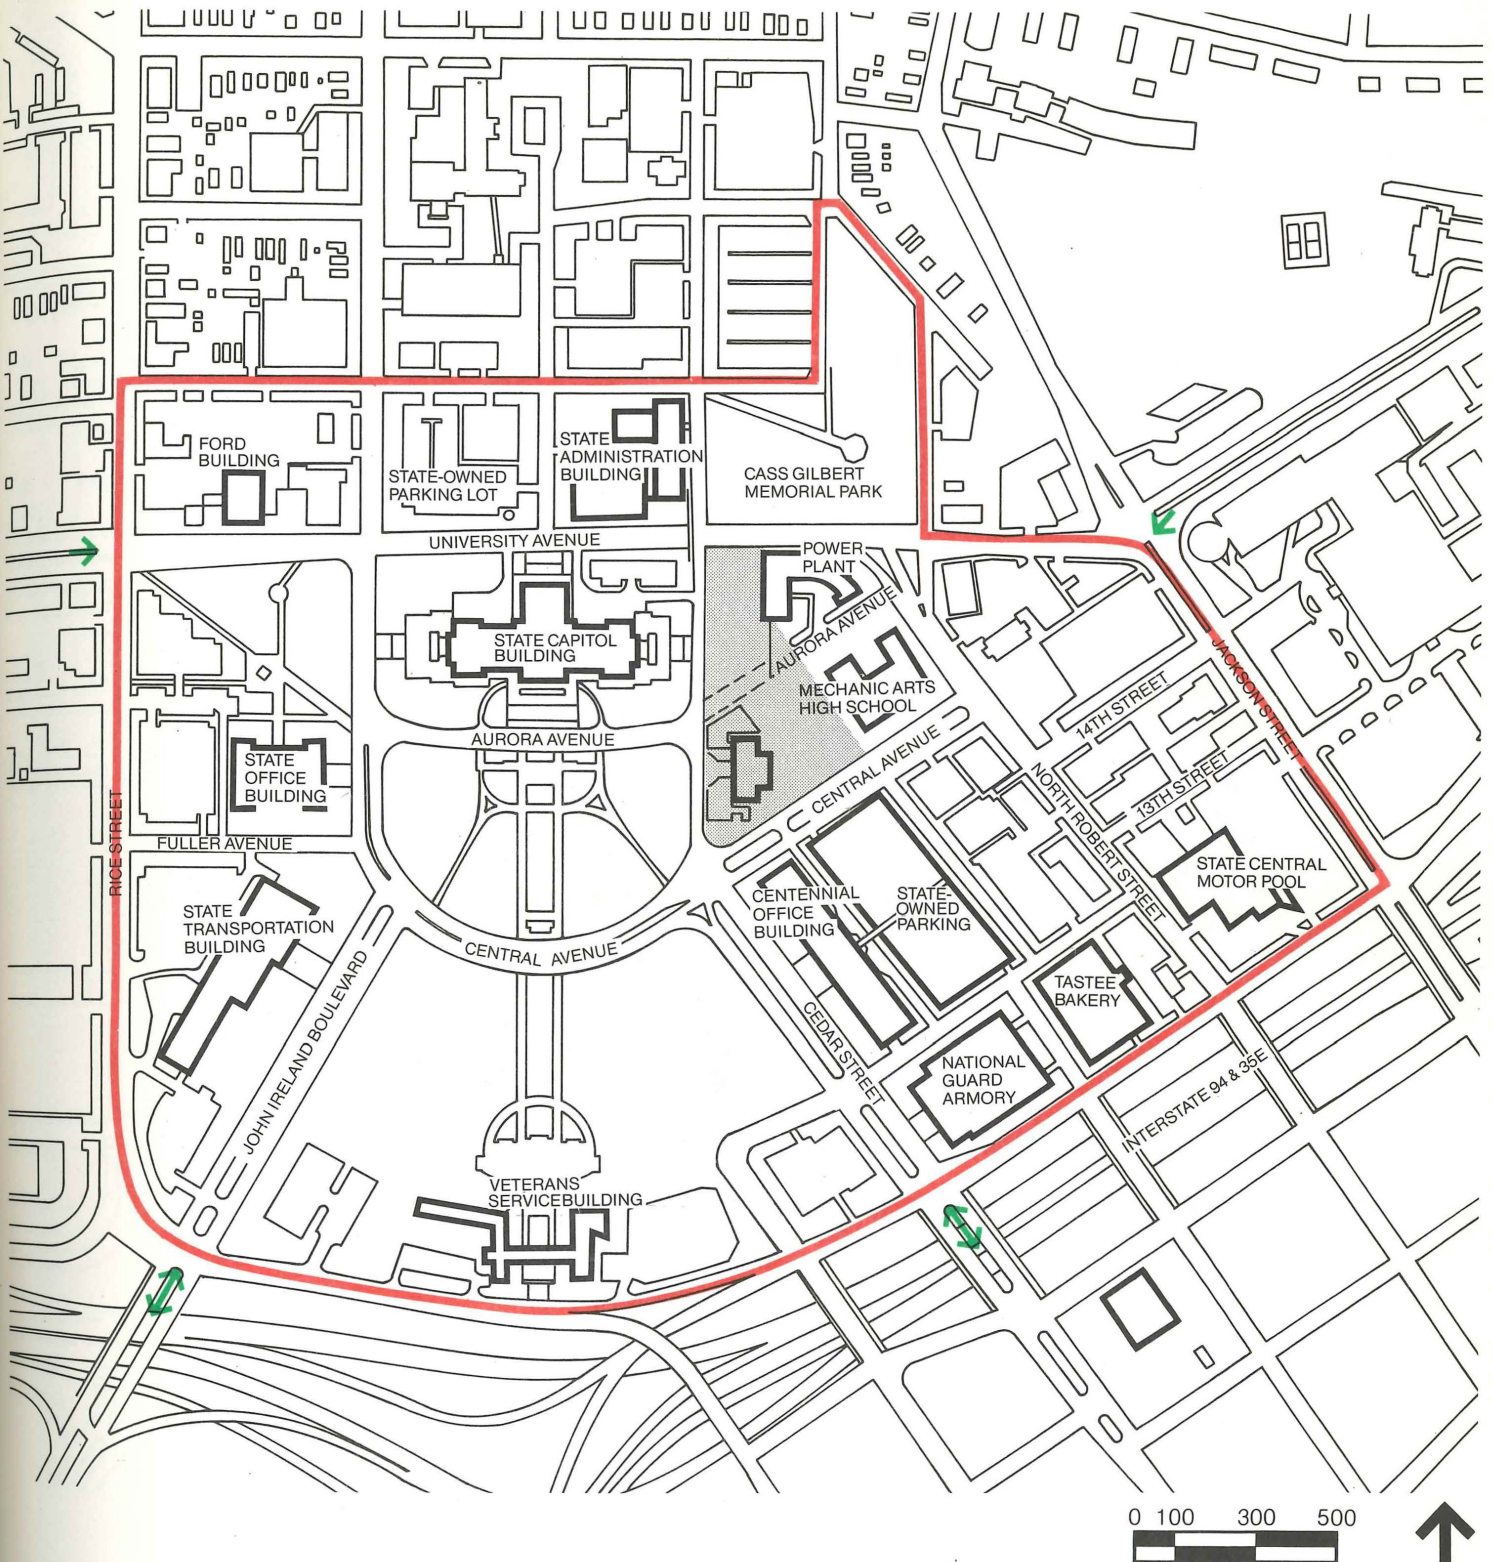 FORD
BUILDING
STATE-OWNED
PARKING LOT
STATE
ADMINISTRATION
BUILDING
CASS GILBERT
MEMORIAL PARK
UNIVERSITY AVENUE
POWER
PLANT
AURORA AVENUE
STATE CAPITOL
BUILDING
MECHANIC ARTS
HIGH SCHOOL
JACKSON STREET
14TH STREET
AURORA AVENUE
STATE
OFFICE
BUILDING
CENTRAL AVENUE
NORTH ROBERT STREET
13TH STREET
RICE STREET
FULLER AVENUE
STATE CENTRAL
MOTOR POOL
CENTENNIAL
OFFICE
BUILDING
STATE-
OWNED
PARKING
STATE
TRANSPORTATION
BUILDING
CENTRAL AVENUE
JOHN IRELAND BOULEVARD
CEDAR STREET
TASTEE
BAKERY
NATIONAL
GUARD
ARMORY
INTERSTATE 94 & 35E
VETERANS
SERVICEBUILDING
0 100 300 500